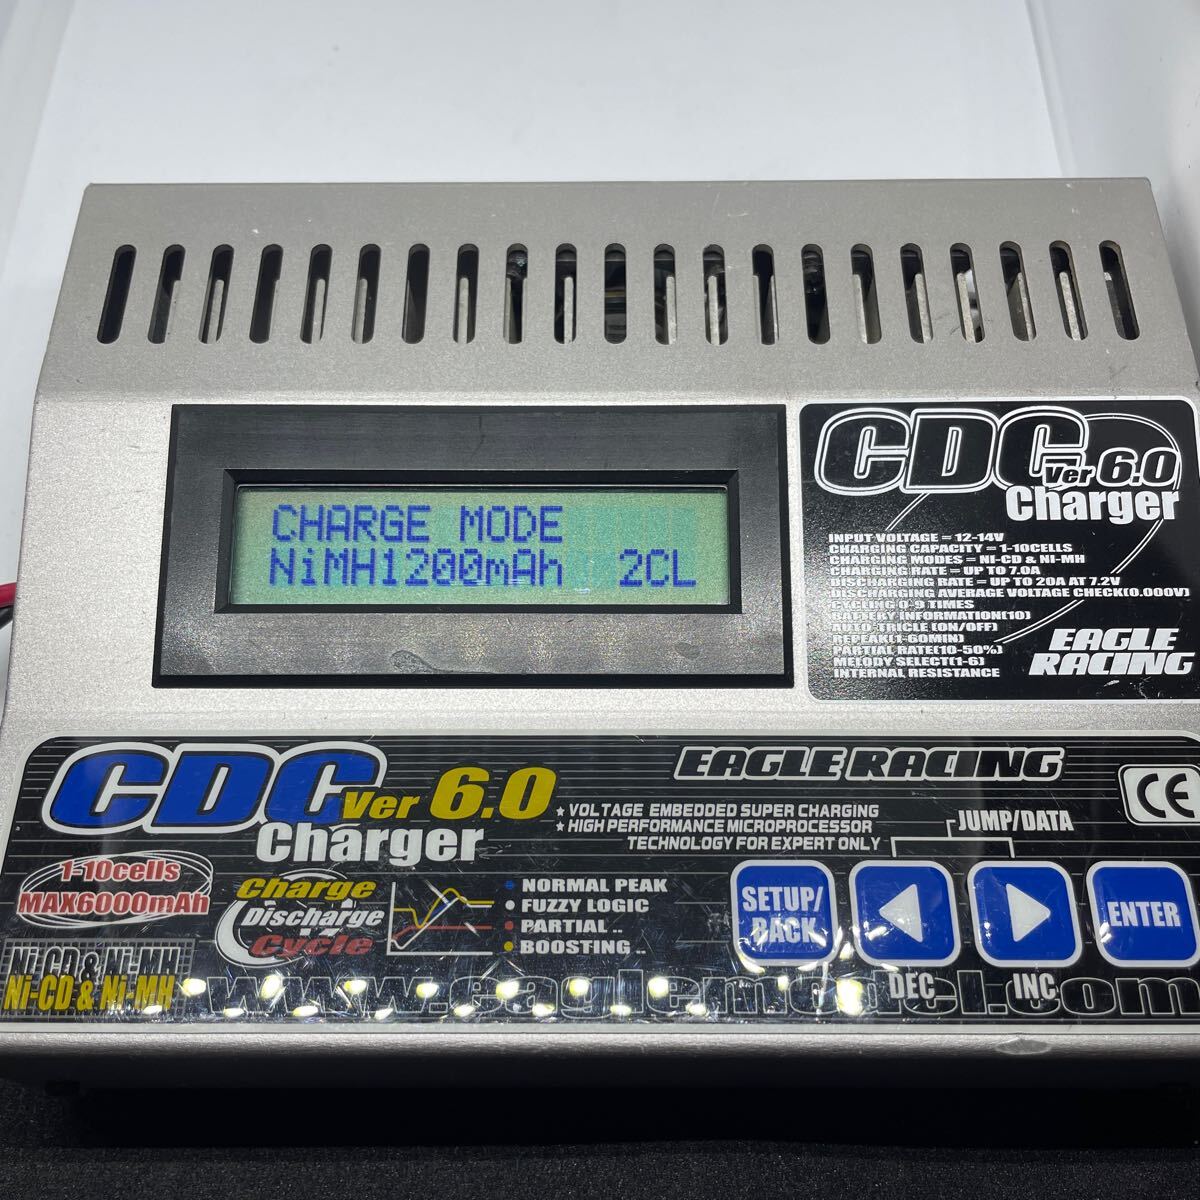 CHARGE MODE
NiMH1200mAh 2CL
CDC Ver 6.0
Charger
INPUT VOLTAGE = 12-14V
CHARGING CAPACITY = 1-10CELLS
CHARGING MODES = NI-CD & NI-MH
CHARGING RATE = UP TO 7.0A
DISCHARGING RATE = UP TO 20A AT 7.2V
DISCHARGING AVERAGE VOLTAGE CHECK(0.000V)
CYCLING 0-9 TIMES
BATTERY INFORMATION(10)
AUTO TRICLE (ON/OFF)
REPEAK(1-60MIN)
PARTIAL RATE(10-50%)
MELODY SELECT(1-6)
INTERNAL RESISTANCE
EAGLE
RACING
CDC Ver 6.0
Charger
EAGLE RACING
★ VOLTAGE EMBEDDED SUPER CHARGING
★ HIGH PERFORMANCE MICROPROCESSOR
TECHNOLOGY FOR EXPERT ONLY
JUMP/DATA
CE
1-10cells
MAX6000mAh
Charge
Discharge
Cycle
NORMAL PEAK
FUZZY LOGIC
PARTIAL ..
BOOSTING ..
SETUP/
BACK
ENTER
DEC
INC
Ni-CD & Ni-MH
Ni-CD & Ni-MH
www.eaglemodel.com